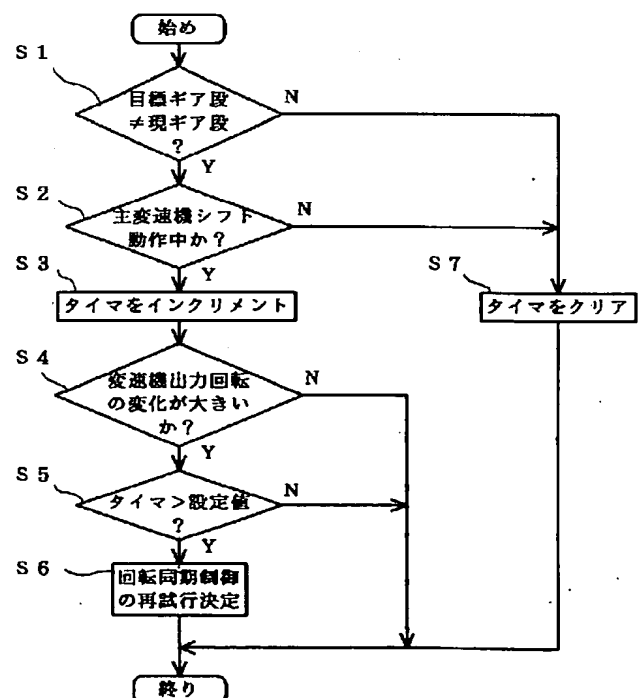 始め
S1
目標ギア段
≠現ギア段
?
N
Y
S2
主変速機シフト
動作中か?
N
Y
S3
タイマをインクリメント
S7
タイマをクリア
S4
変速機出力回転
の変化が大きい
か?
N
Y
S5
タイマ>設定値
?
N
Y
S6
回転同期制御
の再試行決定
終り